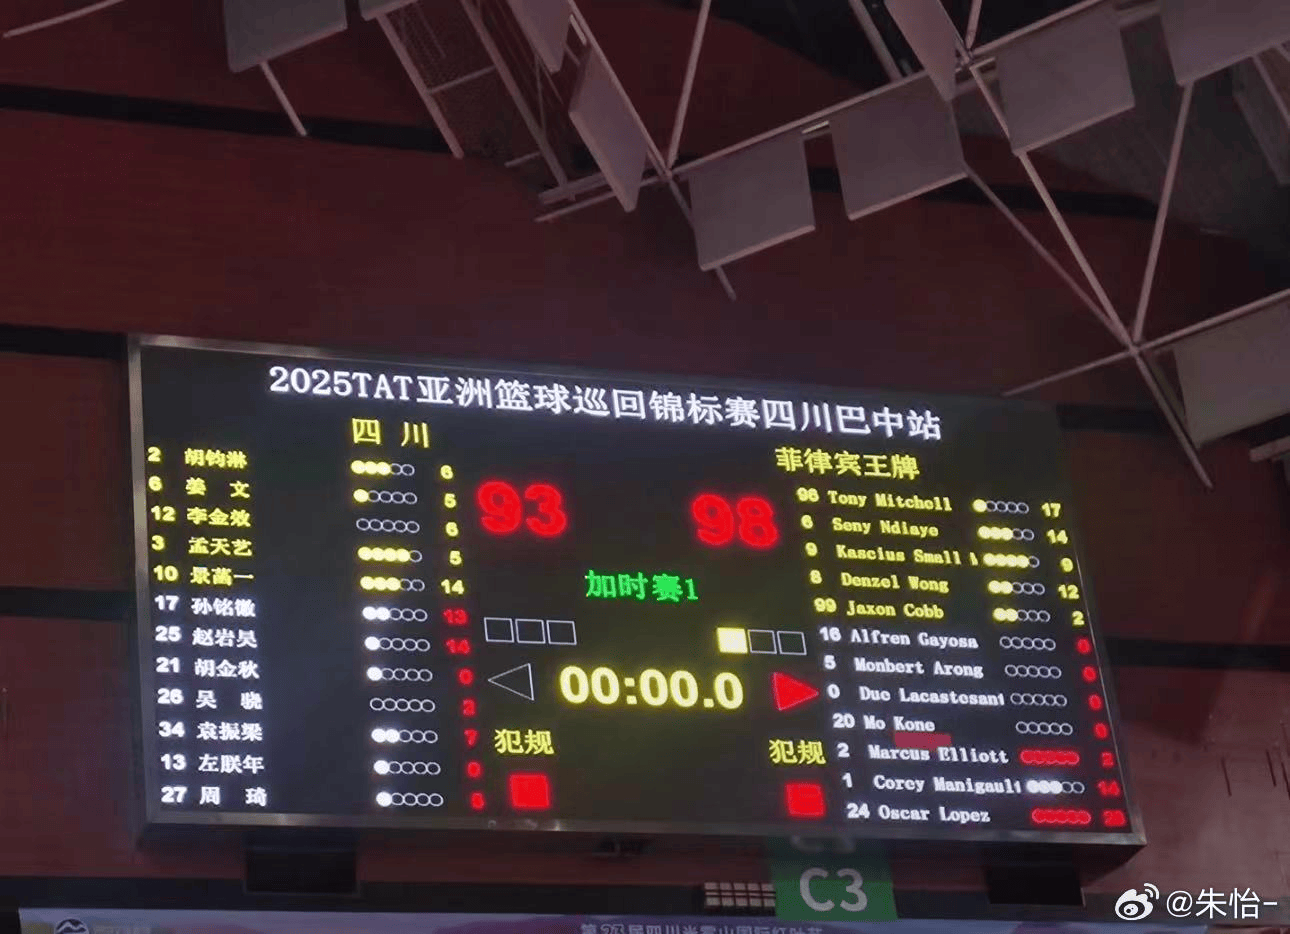 2025TAT亚洲篮球巡回锦标赛四川巴中站
四 川
菲律宾王牌
2 胡钧淋 6
6 姜 文 5
12 李金效 6
3 孟天艺 5
10 景菡一 14
17 孙铭徽 13
25 赵岩昊 14
21 胡金秋 0
26 吴 骁 2
34 袁振梁 7
13 左朕年
27 周 琦
93
98
加时赛1
00:00.0
犯规
犯规
96 Tony Mitchell 17
6 Seny Ndiaye 14
9 Kascius Small 9
8 Denzel Wong 12
99 Jaxon Cobb 2
16 Alfren Gayosa 0
5 Monbert Arong 0
0 Duc Lacastesant 0
20 Mo Kone 0
2 Marcus Elliott 2
1 Corey Manigault 14
24 Oscar Lopez
C3
@朱怡-